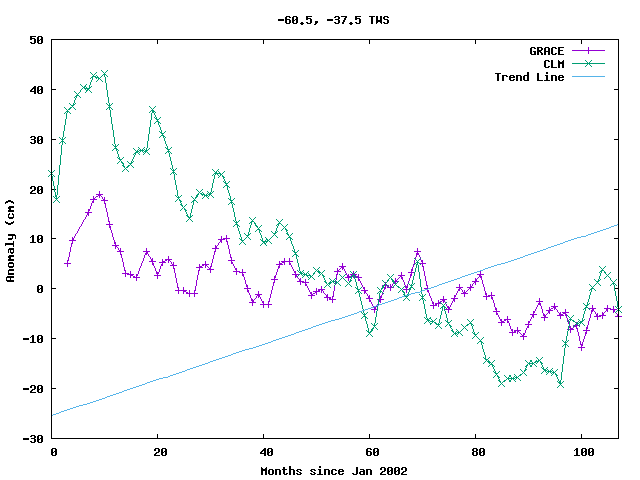 -60.5, -37.5 TWS
GRACE
CLM
Trend Line
Anomaly (cm)
50
40
30
20
10
0
-10
-20
-30
0 20 40 60 80 100
Months since Jan 2002